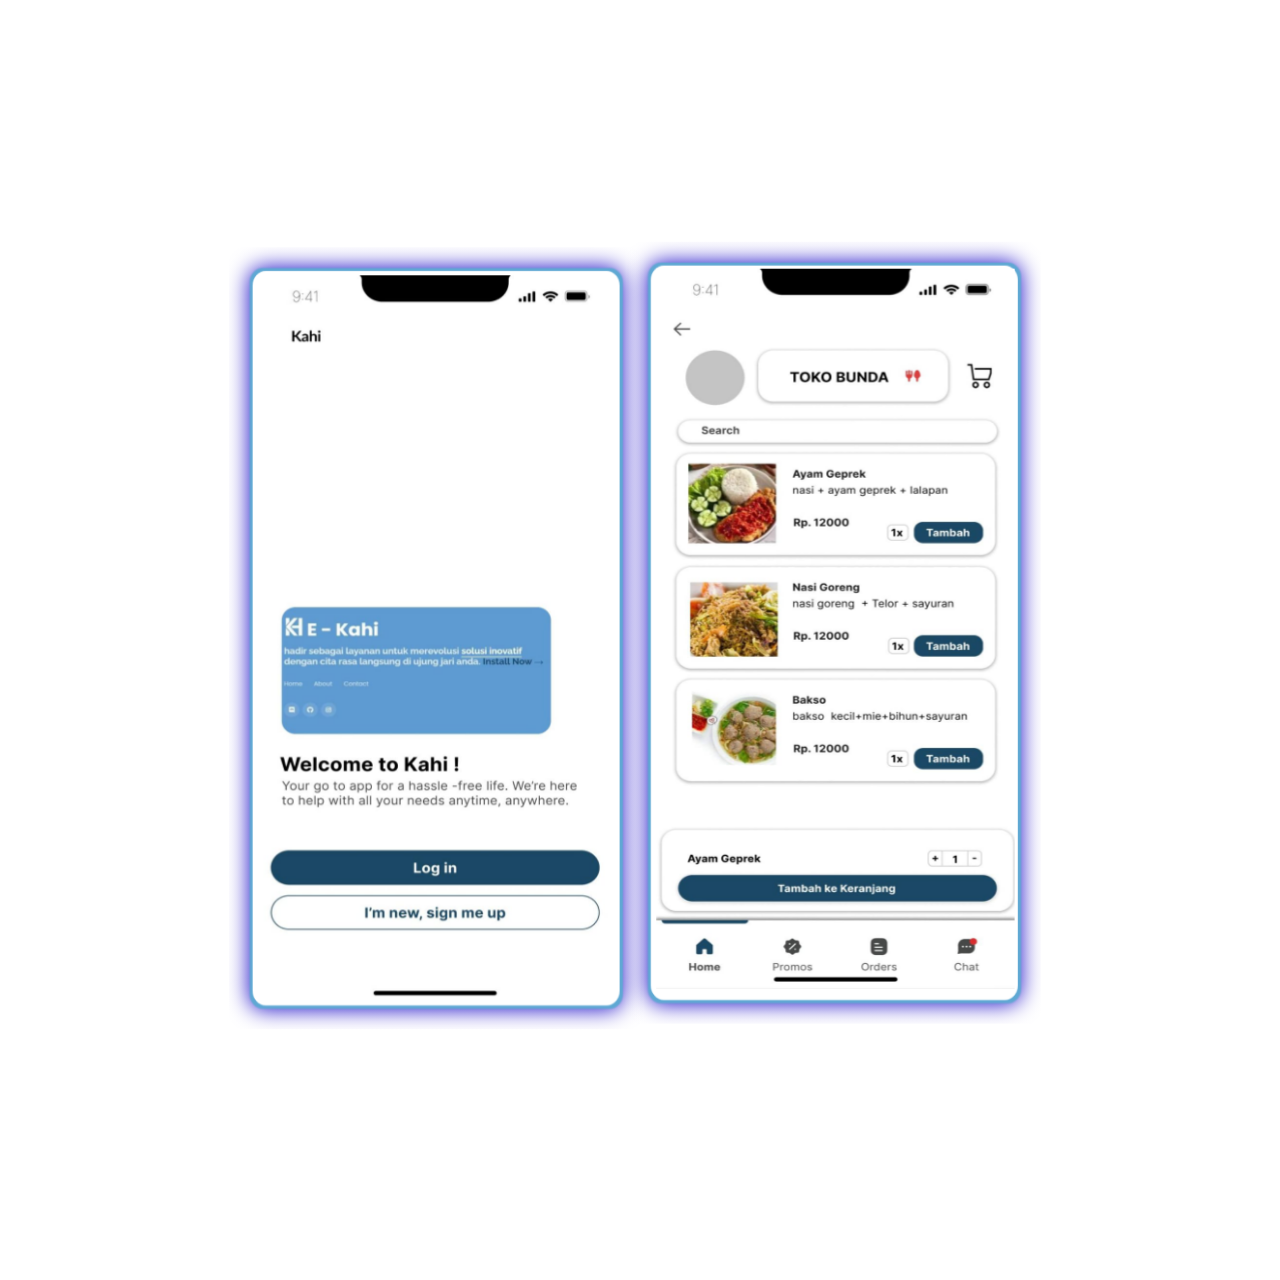 9:41
Kahi
KH E - Kahi
hadir sebagai layanan untuk merevolusi solusi inovatif
dengan cita rasa langsung di ujung jari anda. Install Now →
Home About Contact
Welcome to Kahi !
Your go to app for a hassle -free life. We're here
to help with all your needs anytime, anywhere.
Log in
I'm new, sign me up
9:41
TOKO BUNDA
Search
Ayam Geprek
nasi + ayam geprek + lalapan
Rp. 12000
1x Tambah
Nasi Goreng
nasi goreng + Telor + sayuran
Rp. 12000
1x Tambah
Bakso
bakso kecil+mie+bihun+sayuran
Rp. 12000
1x Tambah
Ayam Geprek + 1 -
Tambah ke Keranjang
Home Promos Orders Chat